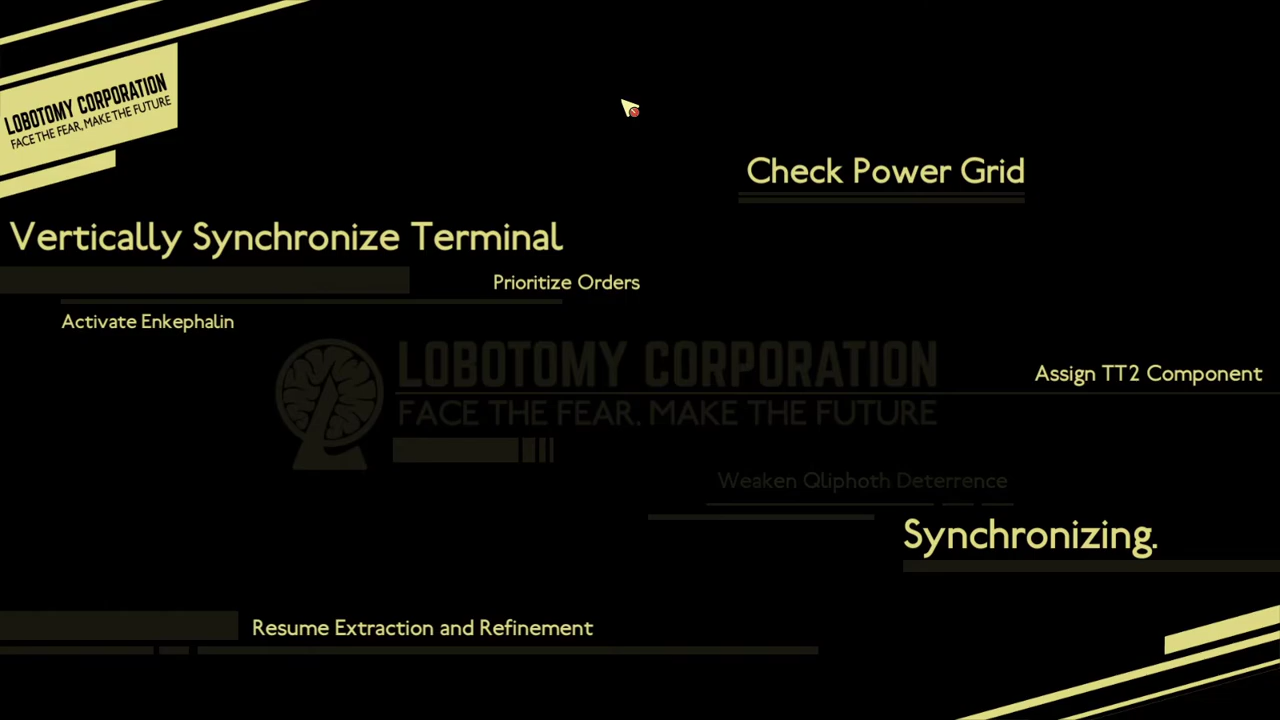 LOBOTOMY CORPORATION
FACE THE FEAR, MAKE THE FUTURE
Check Power Grid
Vertically Synchronize Terminal
Prioritize Orders
Activate Enkephalin
LOBOTOMY CORPORATION
FACE THE FEAR. MAKE THE FUTURE
Assign TT2 Component
Weaken Qliphoth Deterrence
Synchronizing.
Resume Extraction and Refinement